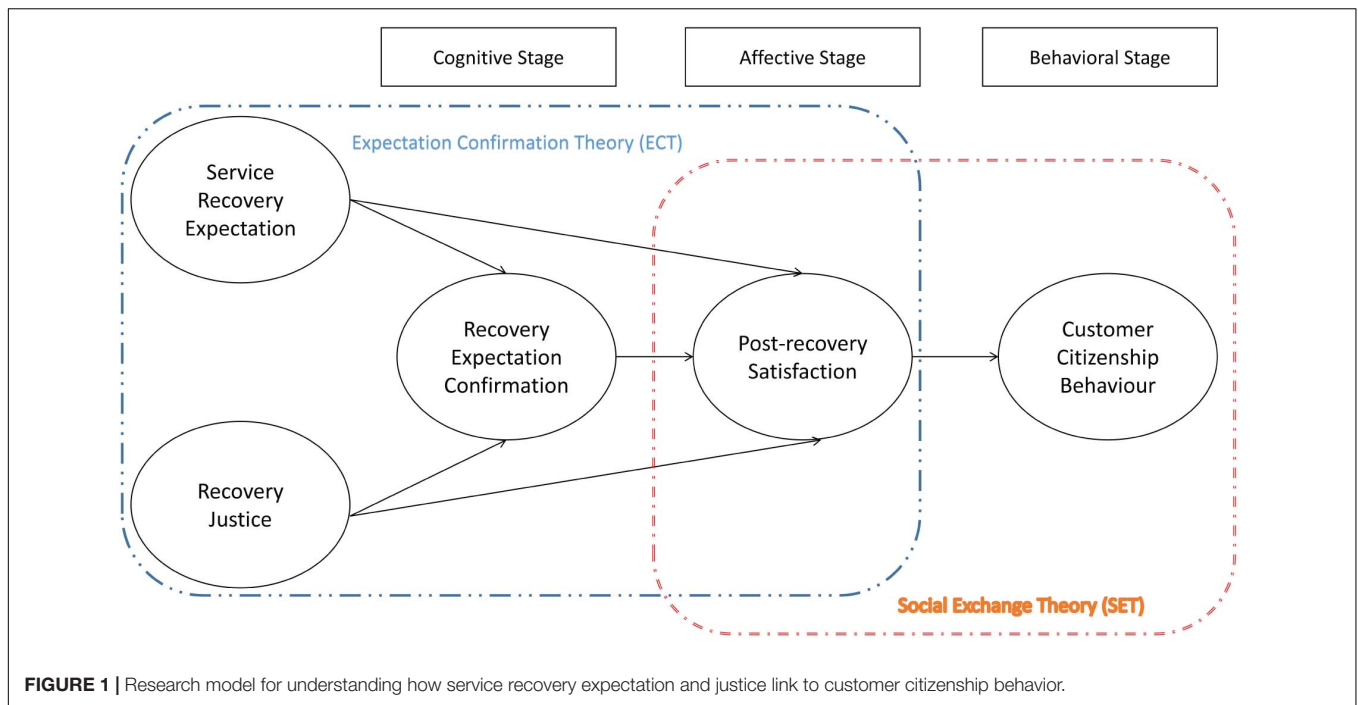 Cognitive Stage
Affective Stage
Behavioral Stage
Expectation Confirmation Theory (ECT)
Service
Recovery
Expectation
Recovery
Expectation
Confirmation
Post-recovery
Satisfaction
Customer
Citizenship
Behaviour
Recovery
Justice
Social Exchange Theory (SET)
FIGURE 1 | Research model for understanding how service recovery expectation and justice link to customer citizenship behavior.